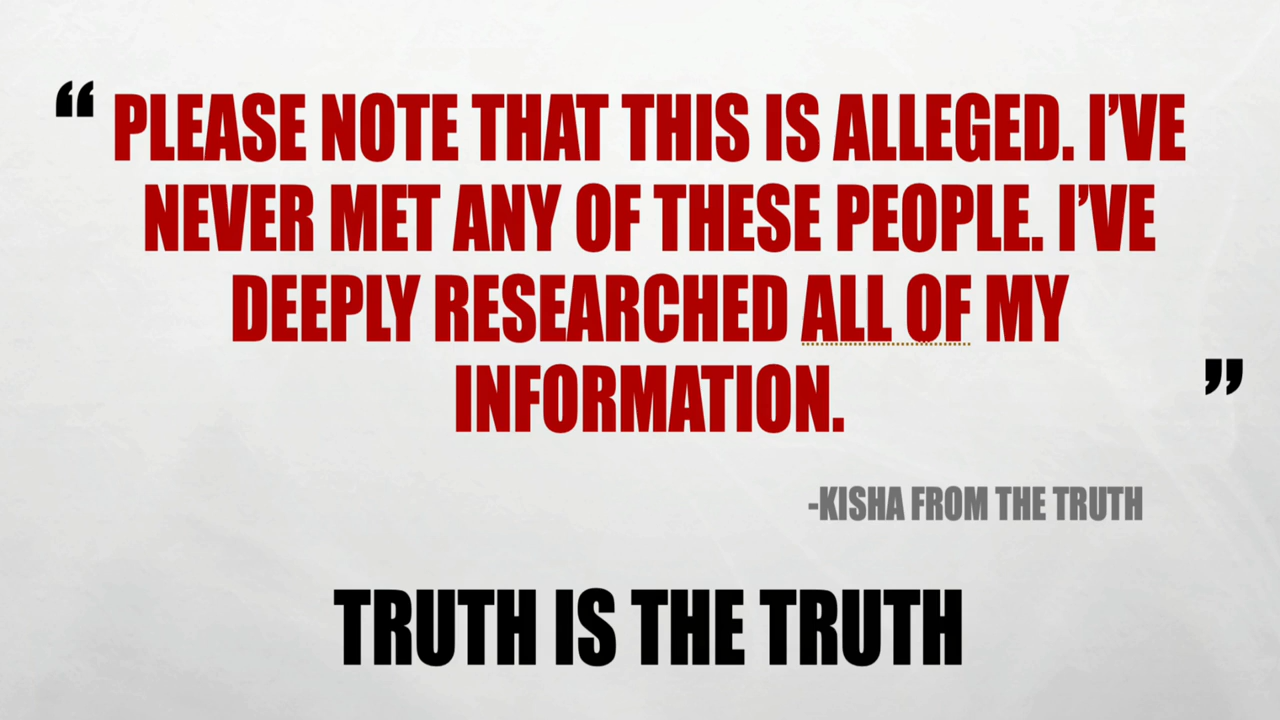 “ PLEASE NOTE THAT THIS IS ALLEGED. I’VE
NEVER MET ANY OF THESE PEOPLE. I’VE
DEEPLY RESEARCHED ALL OF MY
INFORMATION. ”
-KISHA FROM THE TRUTH
TRUTH IS THE TRUTH